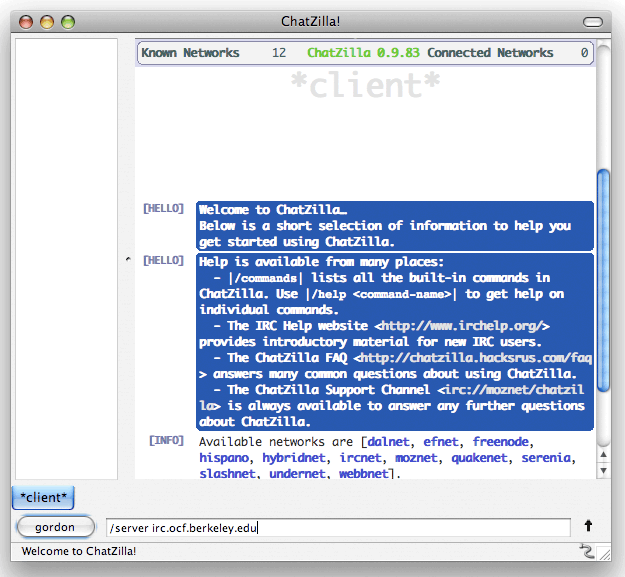 ChatZilla!
Known Networks 12 ChatZilla 0.9.83 Connected Networks 0
*client*
[HELLO] Welcome to ChatZilla…
Below is a short selection of information to help you
get started using ChatZilla.
[HELLO] Help is available from many places:
- |/commands| lists all the built-in commands in
ChatZilla. Use |/help <command-name>| to get help on
individual commands.
- The IRC Help website <http://www.irchelp.org/>
provides introductory material for new IRC users.
- The ChatZilla FAQ <http://chatzilla.hacksrus.com/faq
> answers many common questions about using ChatZilla.
- The ChatZilla Support Channel <irc://moznet/chatzil
la> is always available to answer any further questions
about ChatZilla.
[INFO] Available networks are [dalnet, efnet, freenode,
hispano, hybridnet, ircnet, moznet, quakenet, serenia,
slashnet, undernet, webbnet].
*client*
gordon /server irc.ocf.berkeley.edu
Welcome to ChatZilla!